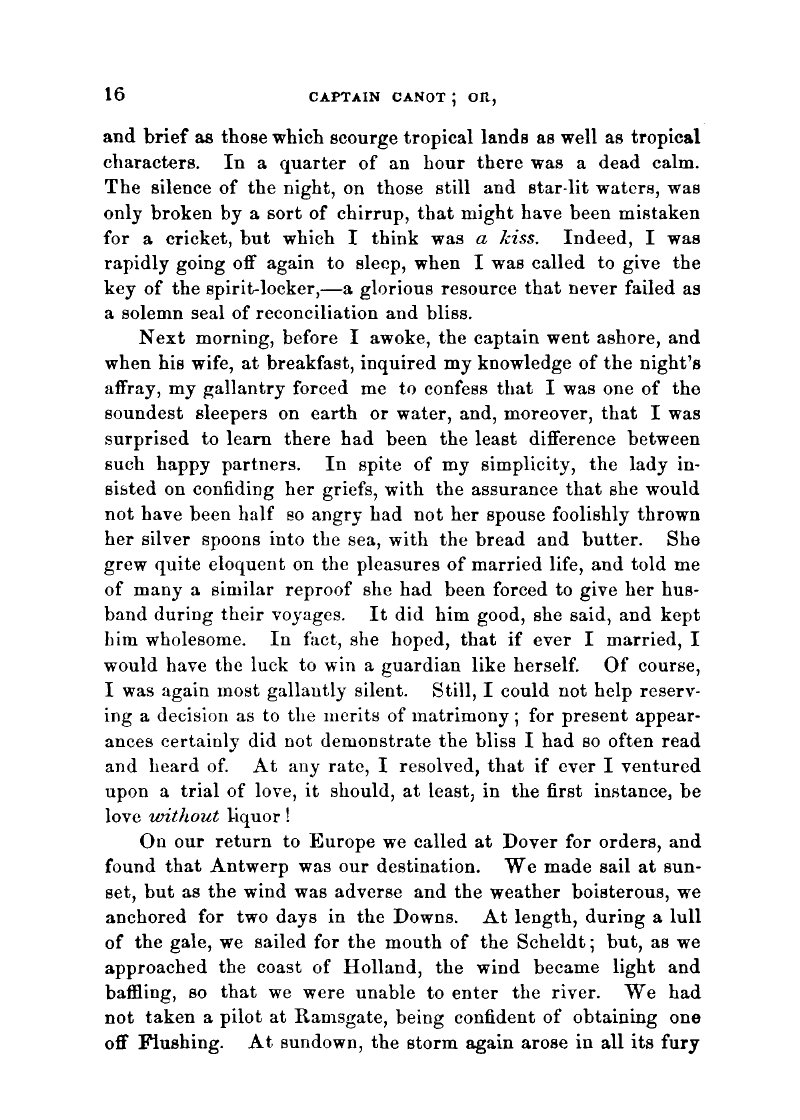 16 CAPTAIN CANOT; OR,
and brief as those which scourge tropical lands as well as tropical
characters. In a quarter of an hour there was a dead calm.
The silence of the night, on those still and star-lit waters, was
only broken by a sort of chirrup, that might have been mistaken
for a cricket, but which I think was a kiss. Indeed, I was
rapidly going off again to sleep, when I was called to give the
key of the spirit-locker,—a glorious resource that never failed as
a solemn seal of reconciliation and bliss.
Next morning, before I awoke, the captain went ashore, and
when his wife, at breakfast, inquired my knowledge of the night's
affray, my gallantry forced me to confess that I was one of the
soundest sleepers on earth or water, and, moreover, that I was
surprised to learn there had been the least difference between
such happy partners. In spite of my simplicity, the lady in-
sisted on confiding her griefs, with the assurance that she would
not have been half so angry had not her spouse foolishly thrown
her silver spoons into the sea, with the bread and butter. She
grew quite eloquent on the pleasures of married life, and told me
of many a similar reproof she had been forced to give her hus-
band during their voyages. It did him good, she said, and kept
him wholesome. In fact, she hoped, that if ever I married, I
would have the luck to win a guardian like herself. Of course,
I was again most gallantly silent. Still, I could not help reserv-
ing a decision as to the merits of matrimony; for present appear-
ances certainly did not demonstrate the bliss I had so often read
and heard of. At any rate, I resolved, that if ever I ventured
upon a trial of love, it should, at least, in the first instance, be
love without liquor!
On our return to Europe we called at Dover for orders, and
found that Antwerp was our destination. We made sail at sun-
set, but as the wind was adverse and the weather boisterous, we
anchored for two days in the Downs. At length, during a lull
of the gale, we sailed for the mouth of the Scheldt; but, as we
approached the coast of Holland, the wind became light and
baffling, so that we were unable to enter the river. We had
not taken a pilot at Ramsgate, being confident of obtaining one
off Flushing. At sundown, the storm again arose in all its fury